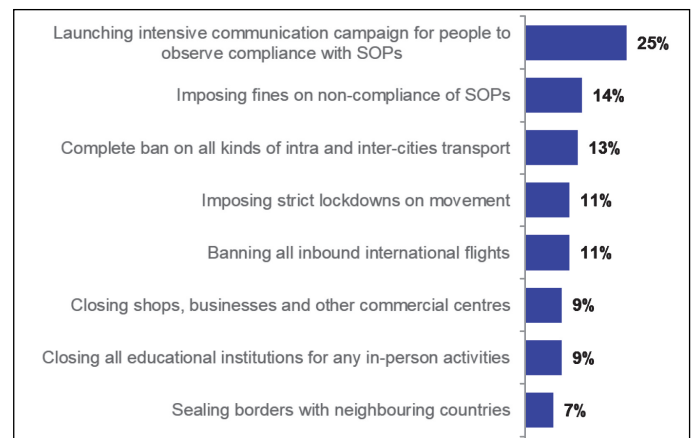 Launching intensive communication campaign for people to
observe compliance with SOPs
25%
Imposing fines on non-compliance of SOPs
14%
Complete ban on all kinds of intra and inter-cities transport
13%
Imposing strict lockdowns on movement
11%
Banning all inbound international flights
11%
Closing shops, businesses and other commercial centres
9%
Closing all educational institutions for any in-person activities
9%
Sealing borders with neighbouring countries
7%